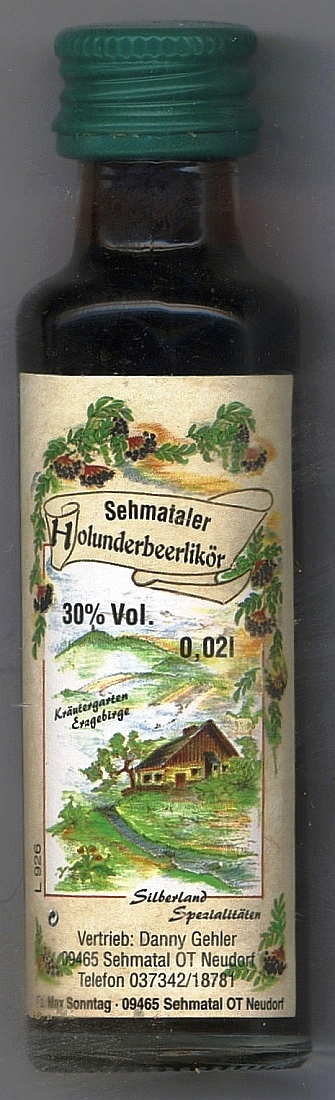 Sehmataler
Holunderbeerlikör
30% Vol.
0,02l
Kräutergarten
Erzgebirge
L 926
Silberland
Spezialitäten
Vertrieb: Danny Gehler
09465 Sehmatal OT Neudorf
Telefon 037342/18781
Fa. Max Sonntag · 09465 Sehmatal OT Neudorf